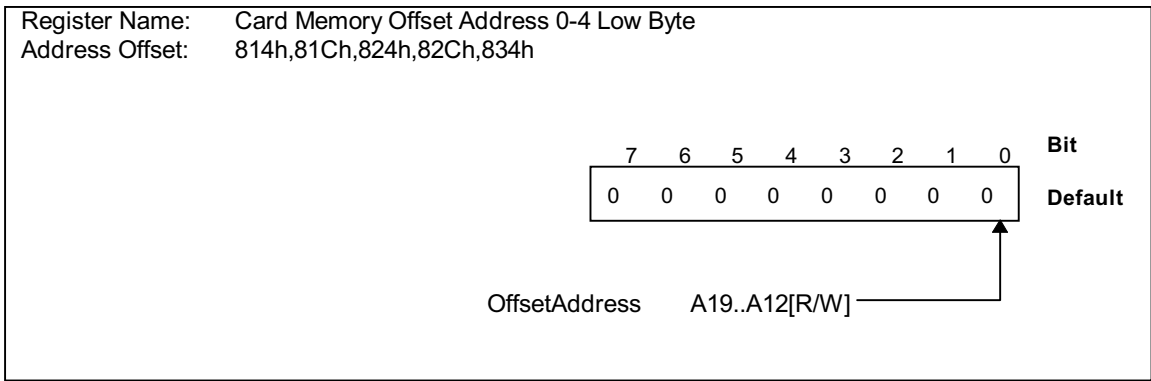 Register Name: Card Memory Offset Address 0-4 Low Byte
Address Offset: 814h,81Ch,824h,82Ch,834h
7 6 5 4 3 2 1 0 Bit
0 0 0 0 0 0 0 0 Default
OffsetAddress A19..A12[R/W]